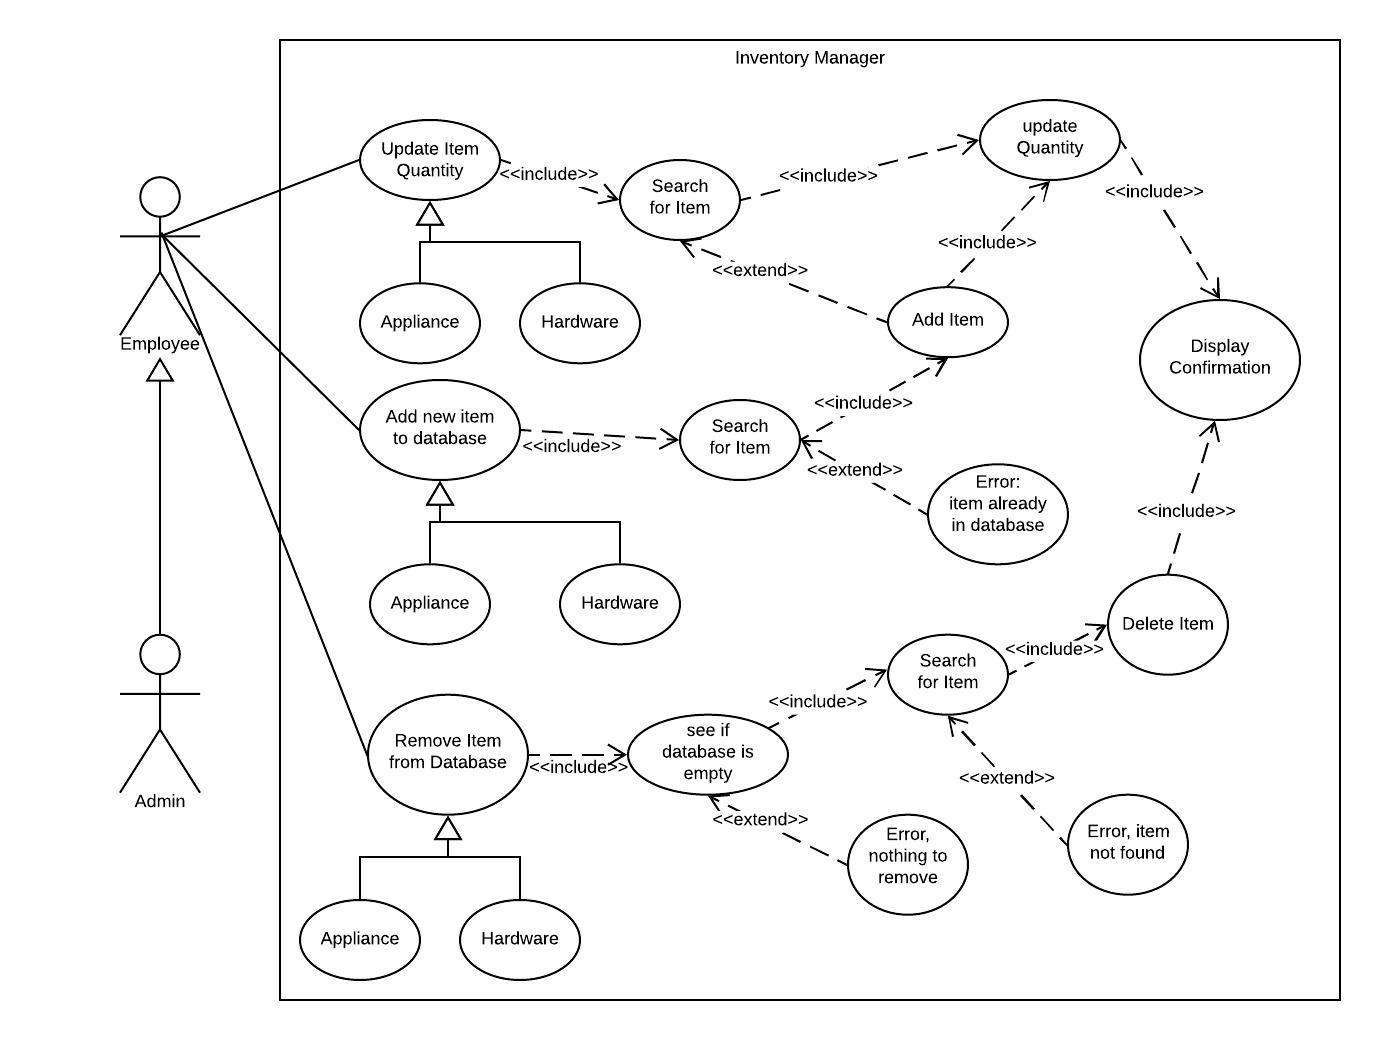 Inventory Manager
update
Quantity
Update Item
Quantity
<<include>>
Search
for Item
<<include>>
<<include>>
<<include>>
<<extend>>
Appliance
Hardware
Add Item
Employee
Display
Confirmation
<<include>>
Add new item
to database
<<include>>
Search
for Item
<<extend>>
Error:
item already
in database
<<include>>
Appliance
Hardware
Delete Item
<<include>>
Search
for Item
<<include>>
Remove Item
from Database
<<include>>
see if
database is
empty
<<extend>>
<<extend>>
Admin
Error,
nothing to
remove
Error, item
not found
Appliance
Hardware